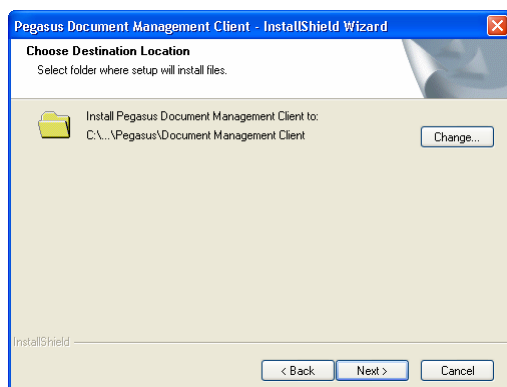 Pegasus Document Management Client - InstallShield Wizard
Choose Destination Location
Select folder where setup will install files.
Install Pegasus Document Management Client to:
C:\...\Pegasus\Document Management Client
Change...
InstallShield
< Back
Next >
Cancel